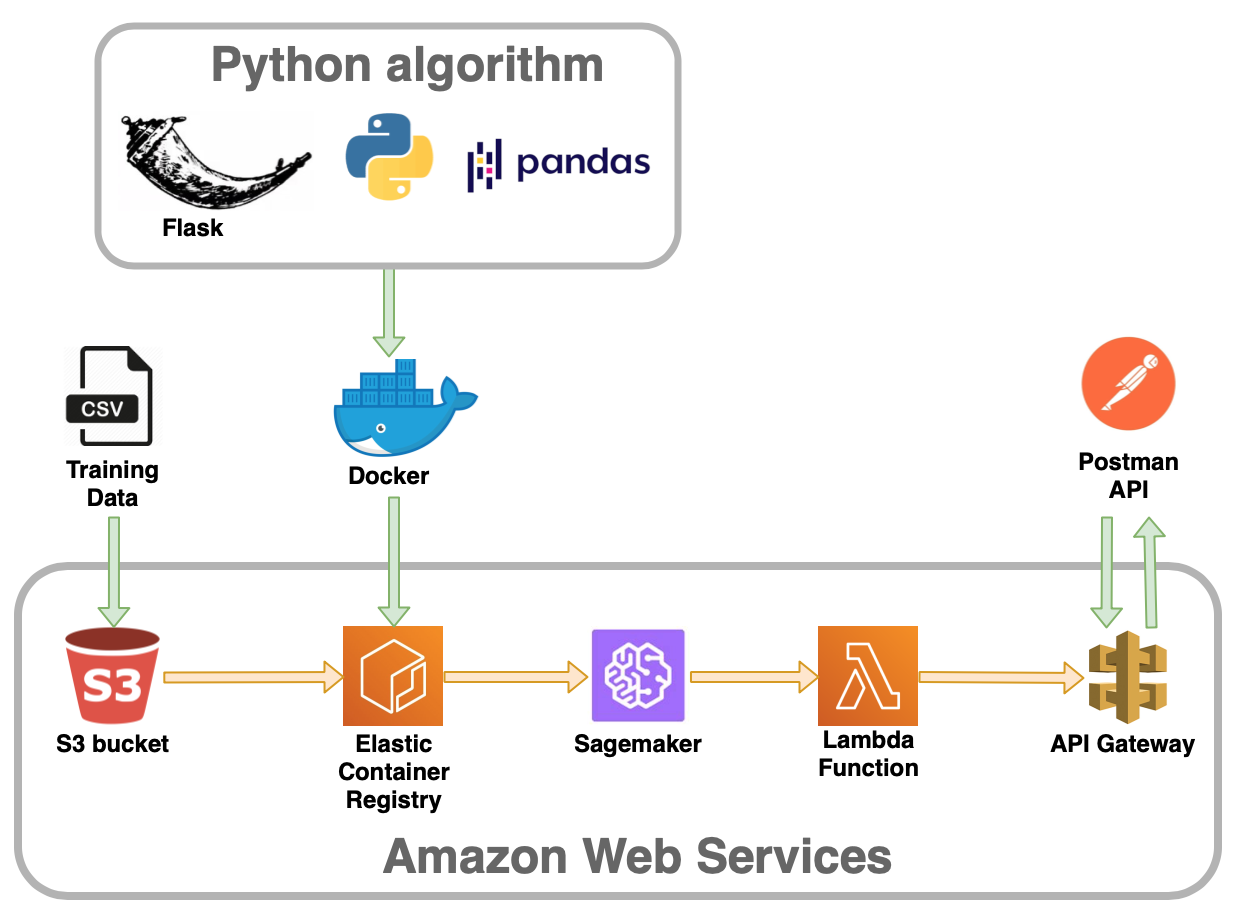 Python algorithm
pandas
Flask
CSV
Training
Data
Docker
Postman
API
S3
S3 bucket
Elastic
Container
Registry
Sagemaker
Lambda
Function
API Gateway
Amazon Web Services